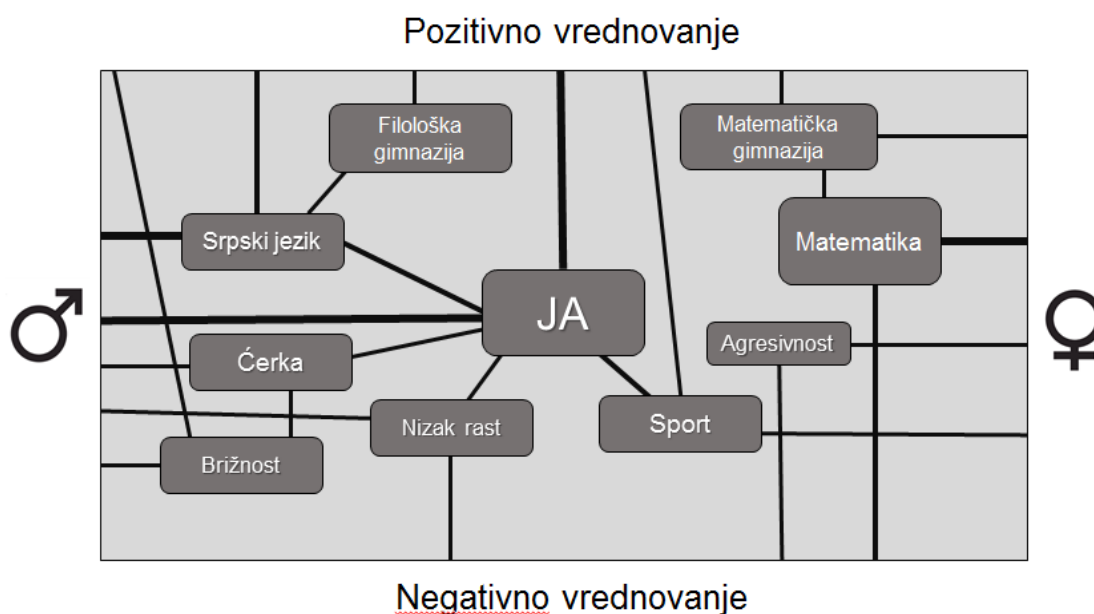 Pozitivno vrednovanje
Filološka
gimnazija
Matematička
gimnazija
Srpski jezik
Matematika
JA
Agresivnost
Ćerka
Nizak rast
Sport
Brižnost
Negativno vrednovanje